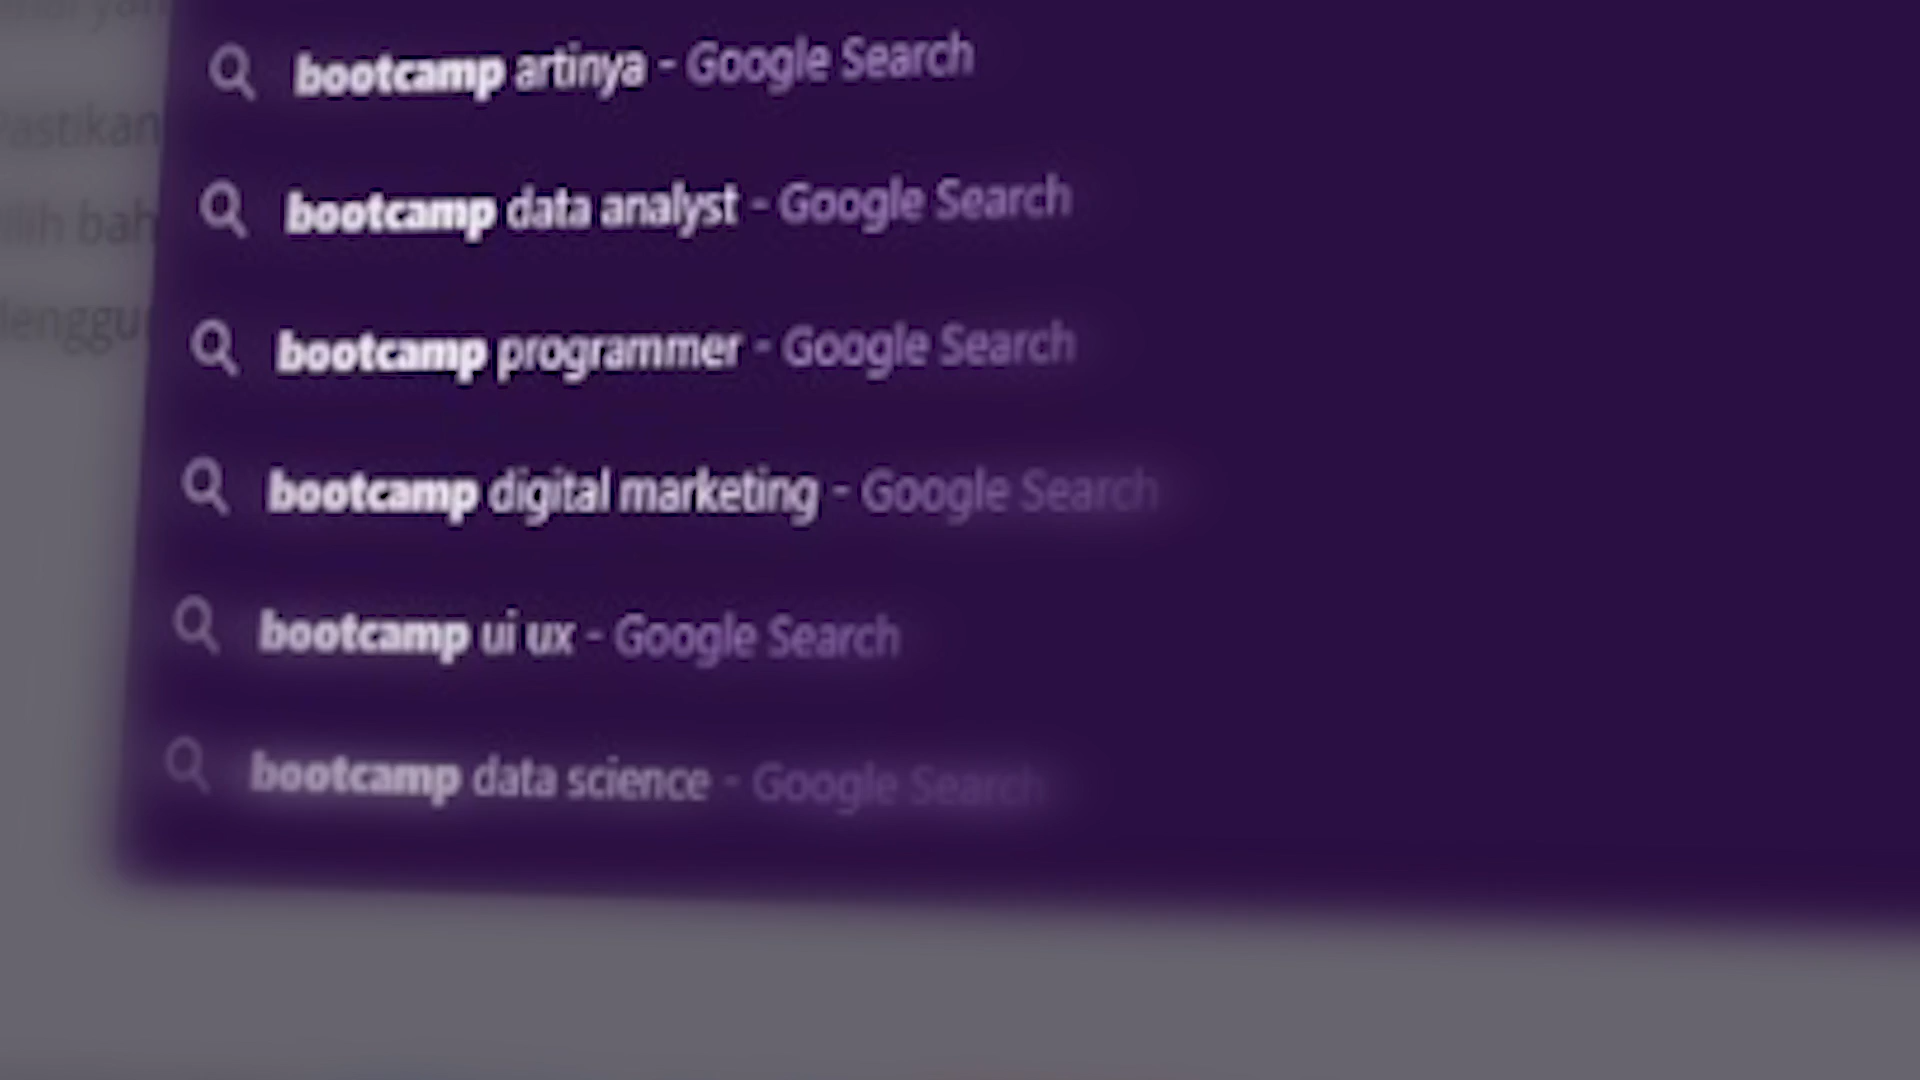 bootcamp artinya - Google Search
Pastikan
bootcamp data analyst - Google Search
bootcamp programmer - Google Search
bootcamp digital marketing - Google Search
bootcamp ui ux - Google Search
bootcamp data science - Google Search